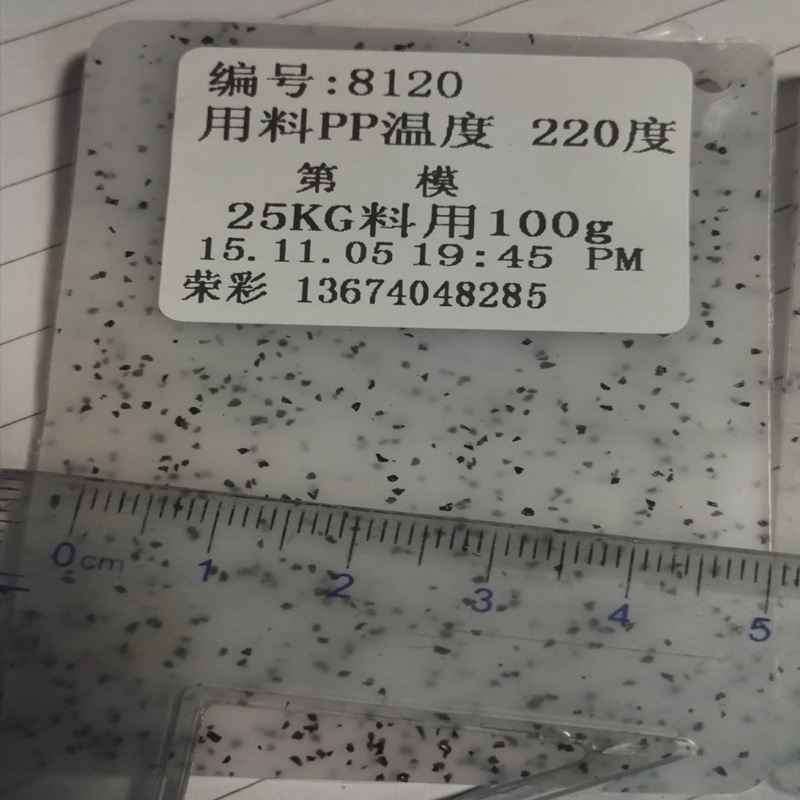 编号:8120
用料PP温度 220度
第 模
25KG料用100g
15.11.05 19:45 PM
荣彩 13674048285
0cm 1 2 3 4 5